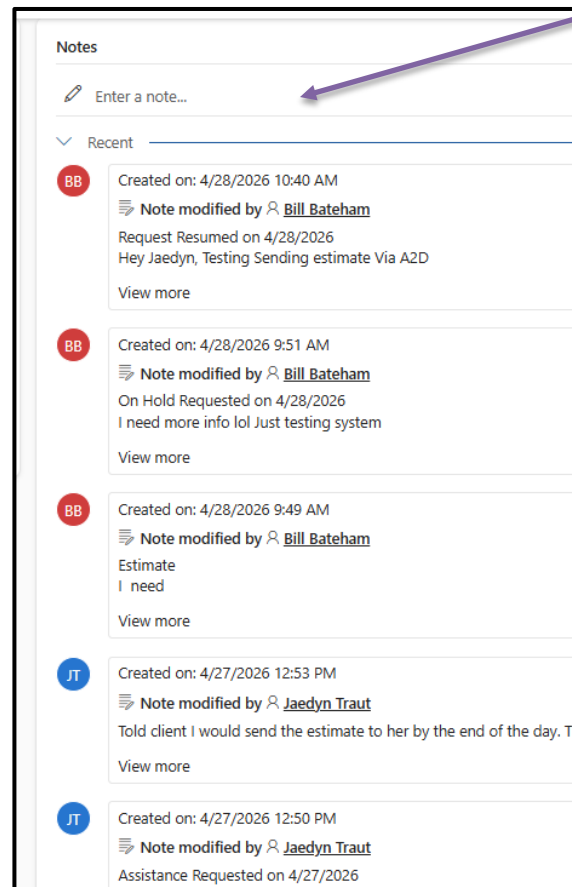 Notes
Enter a note...
Recent
BB
Created on: 4/28/2026 10:40 AM
Note modified by Bill Bateham
Request Resumed on 4/28/2026
Hey Jaedyn, Testing Sending estimate Via A2D
View more
BB
Created on: 4/28/2026 9:51 AM
Note modified by Bill Bateham
On Hold Requested on 4/28/2026
I need more info lol Just testing system
View more
BB
Created on: 4/28/2026 9:49 AM
Note modified by Bill Bateham
Estimate
I need
View more
JT
Created on: 4/27/2026 12:53 PM
Note modified by Jaedyn Traut
Told client I would send the estimate to her by the end of the day. T
View more
JT
Created on: 4/27/2026 12:50 PM
Note modified by Jaedyn Traut
Assistance Requested on 4/27/2026